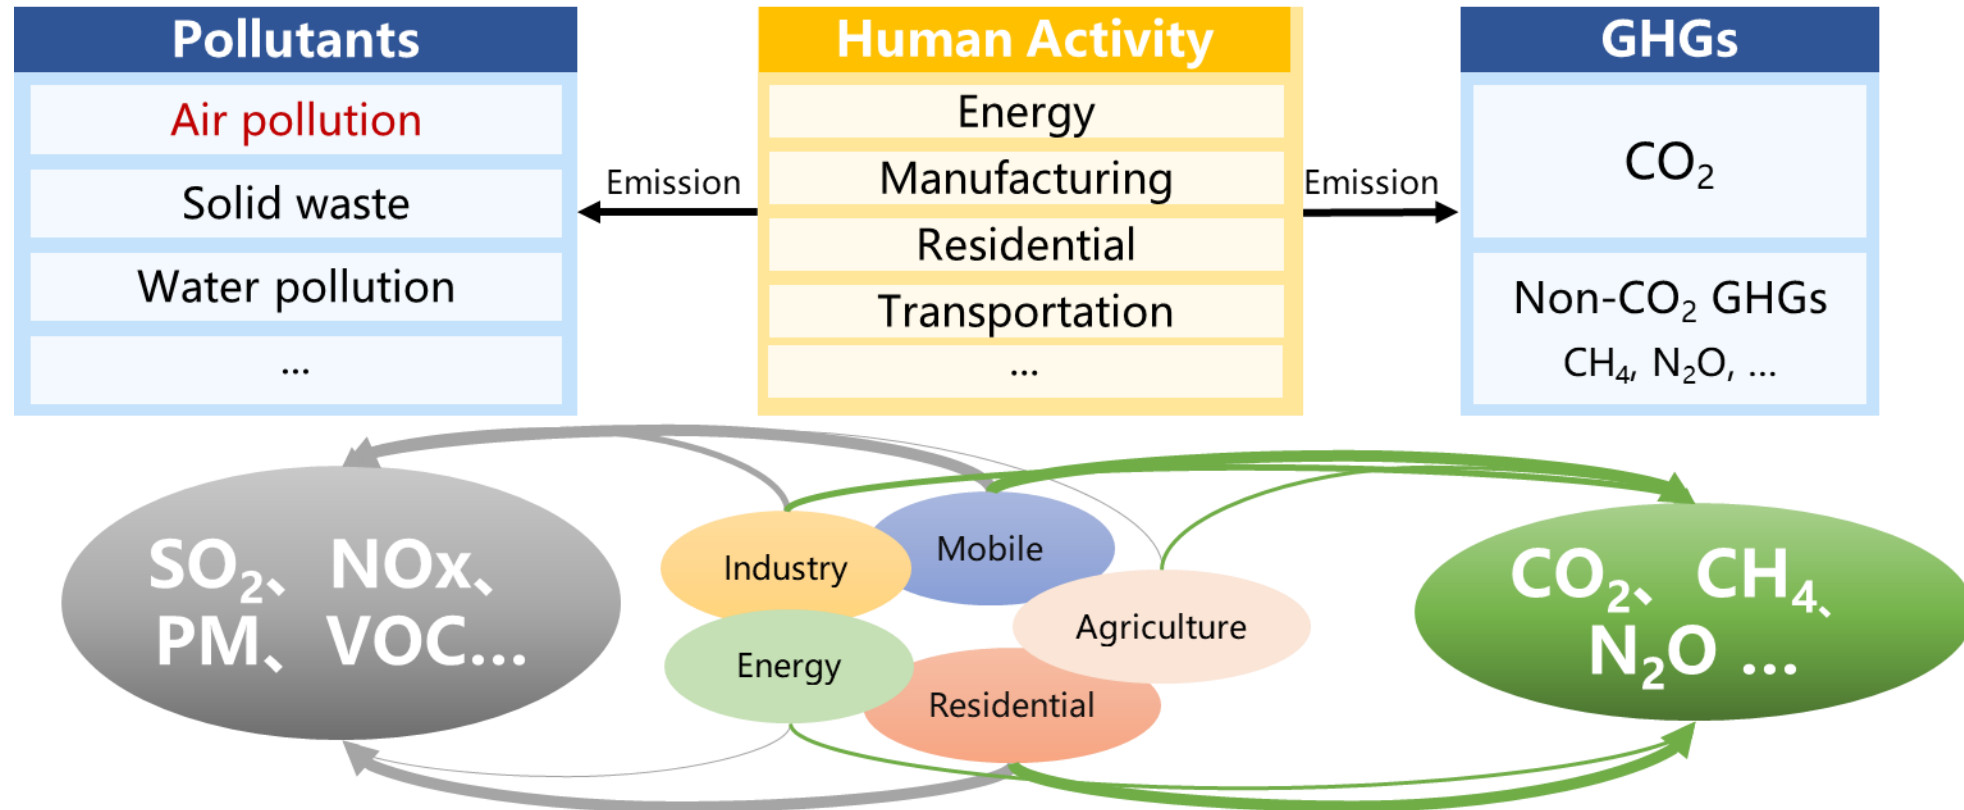 Pollutants
Air pollution
Solid waste
Water pollution
...
Emission
Human Activity
Energy
Manufacturing
Residential
Transportation
...
Emission
GHGs
CO₂
Non-CO₂ GHGs
CH₄, N₂O, ...
SO₂、 NOx、
PM、 VOC...
Industry
Mobile
Agriculture
Energy
Residential
CO₂、 CH₄、
N₂O ...